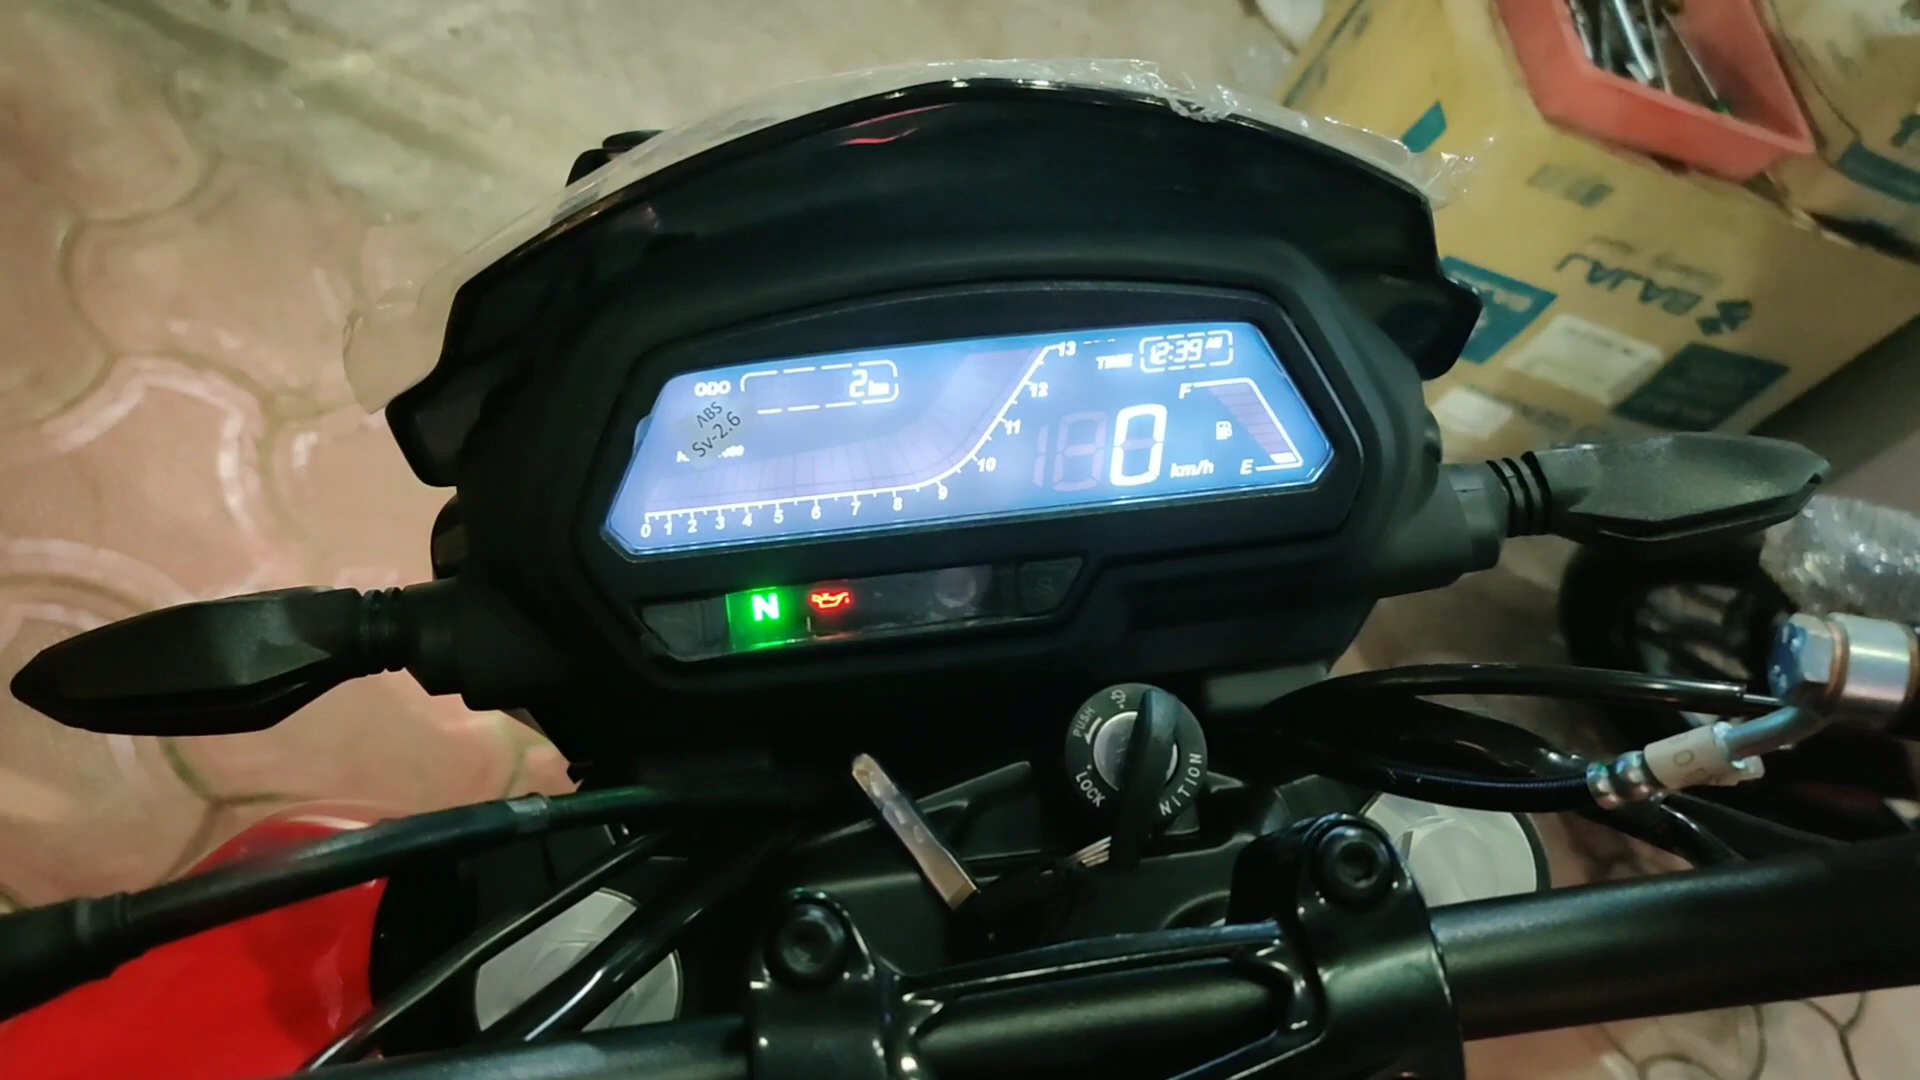 ODO 2 km
ABS
SV-2.6
13
TIME 12:39 AM
12
11
10
9
0 1 2 3 4 5 6 7 8
0 km/h
F
E
N
PUSH
LOCK
NITION
BAJAJ